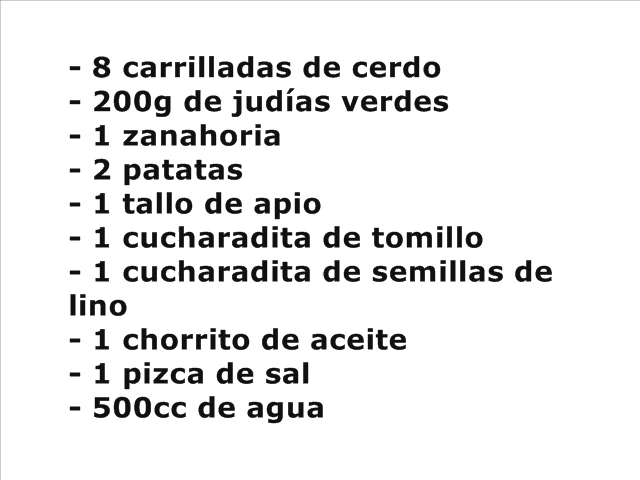 - 8 carrilladas de cerdo
- 200g de judías verdes
- 1 zanahoria
- 2 patatas
- 1 tallo de apio
- 1 cucharadita de tomillo
- 1 cucharadita de semillas de
lino
- 1 chorrito de aceite
- 1 pizca de sal
- 500cc de agua